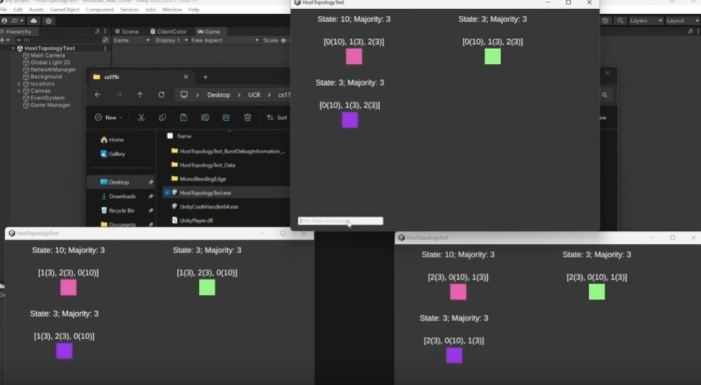 File Edit Assets GameObject Component Services Jobs Window Help
Layers
Layout
Hierarchy
Scene
ClientColor
Game
All
Game
Display 1
Free Aspect
Scale
HostTopologyTest
Main Camera
Global Light 2D
NetworkManager
Background
locations
Canvas
EventSystem
Game Manager
cs179i
Desktop > UCR > cs17
New
Sort
Home
Gallery
Desktop
Downloads
Recycle Bin
Documents
Name
HostTopologyTest_BurstDebugInformation_...
HostTopologyTest_Data
MonoBleedingEdge
HostTopologyTest.exe
UnityCrashHandler64.exe
UnityPlayer.dll
HostTopologyTest
State: 10; Majority: 3
State: 3; Majority: 3
[0(10), 1(3), 2(3)]
[0(10), 1(3), 2(3)]
State: 3; Majority: 3
[0(10), 1(3), 2(3)]
HostTopologyTest
State: 10; Majority: 3
State: 3; Majority: 3
[1(3), 2(3), 0(10)]
[1(3), 2(3), 0(10)]
State: 3; Majority: 3
[1(3), 2(3), 0(10)]
HostTopologyTest
State: 10; Majority: 3
State: 3; Majority: 3
[2(3), 0(10), 1(3)]
[2(3), 0(10), 1(3)]
State: 3; Majority: 3
[2(3), 0(10), 1(3)]